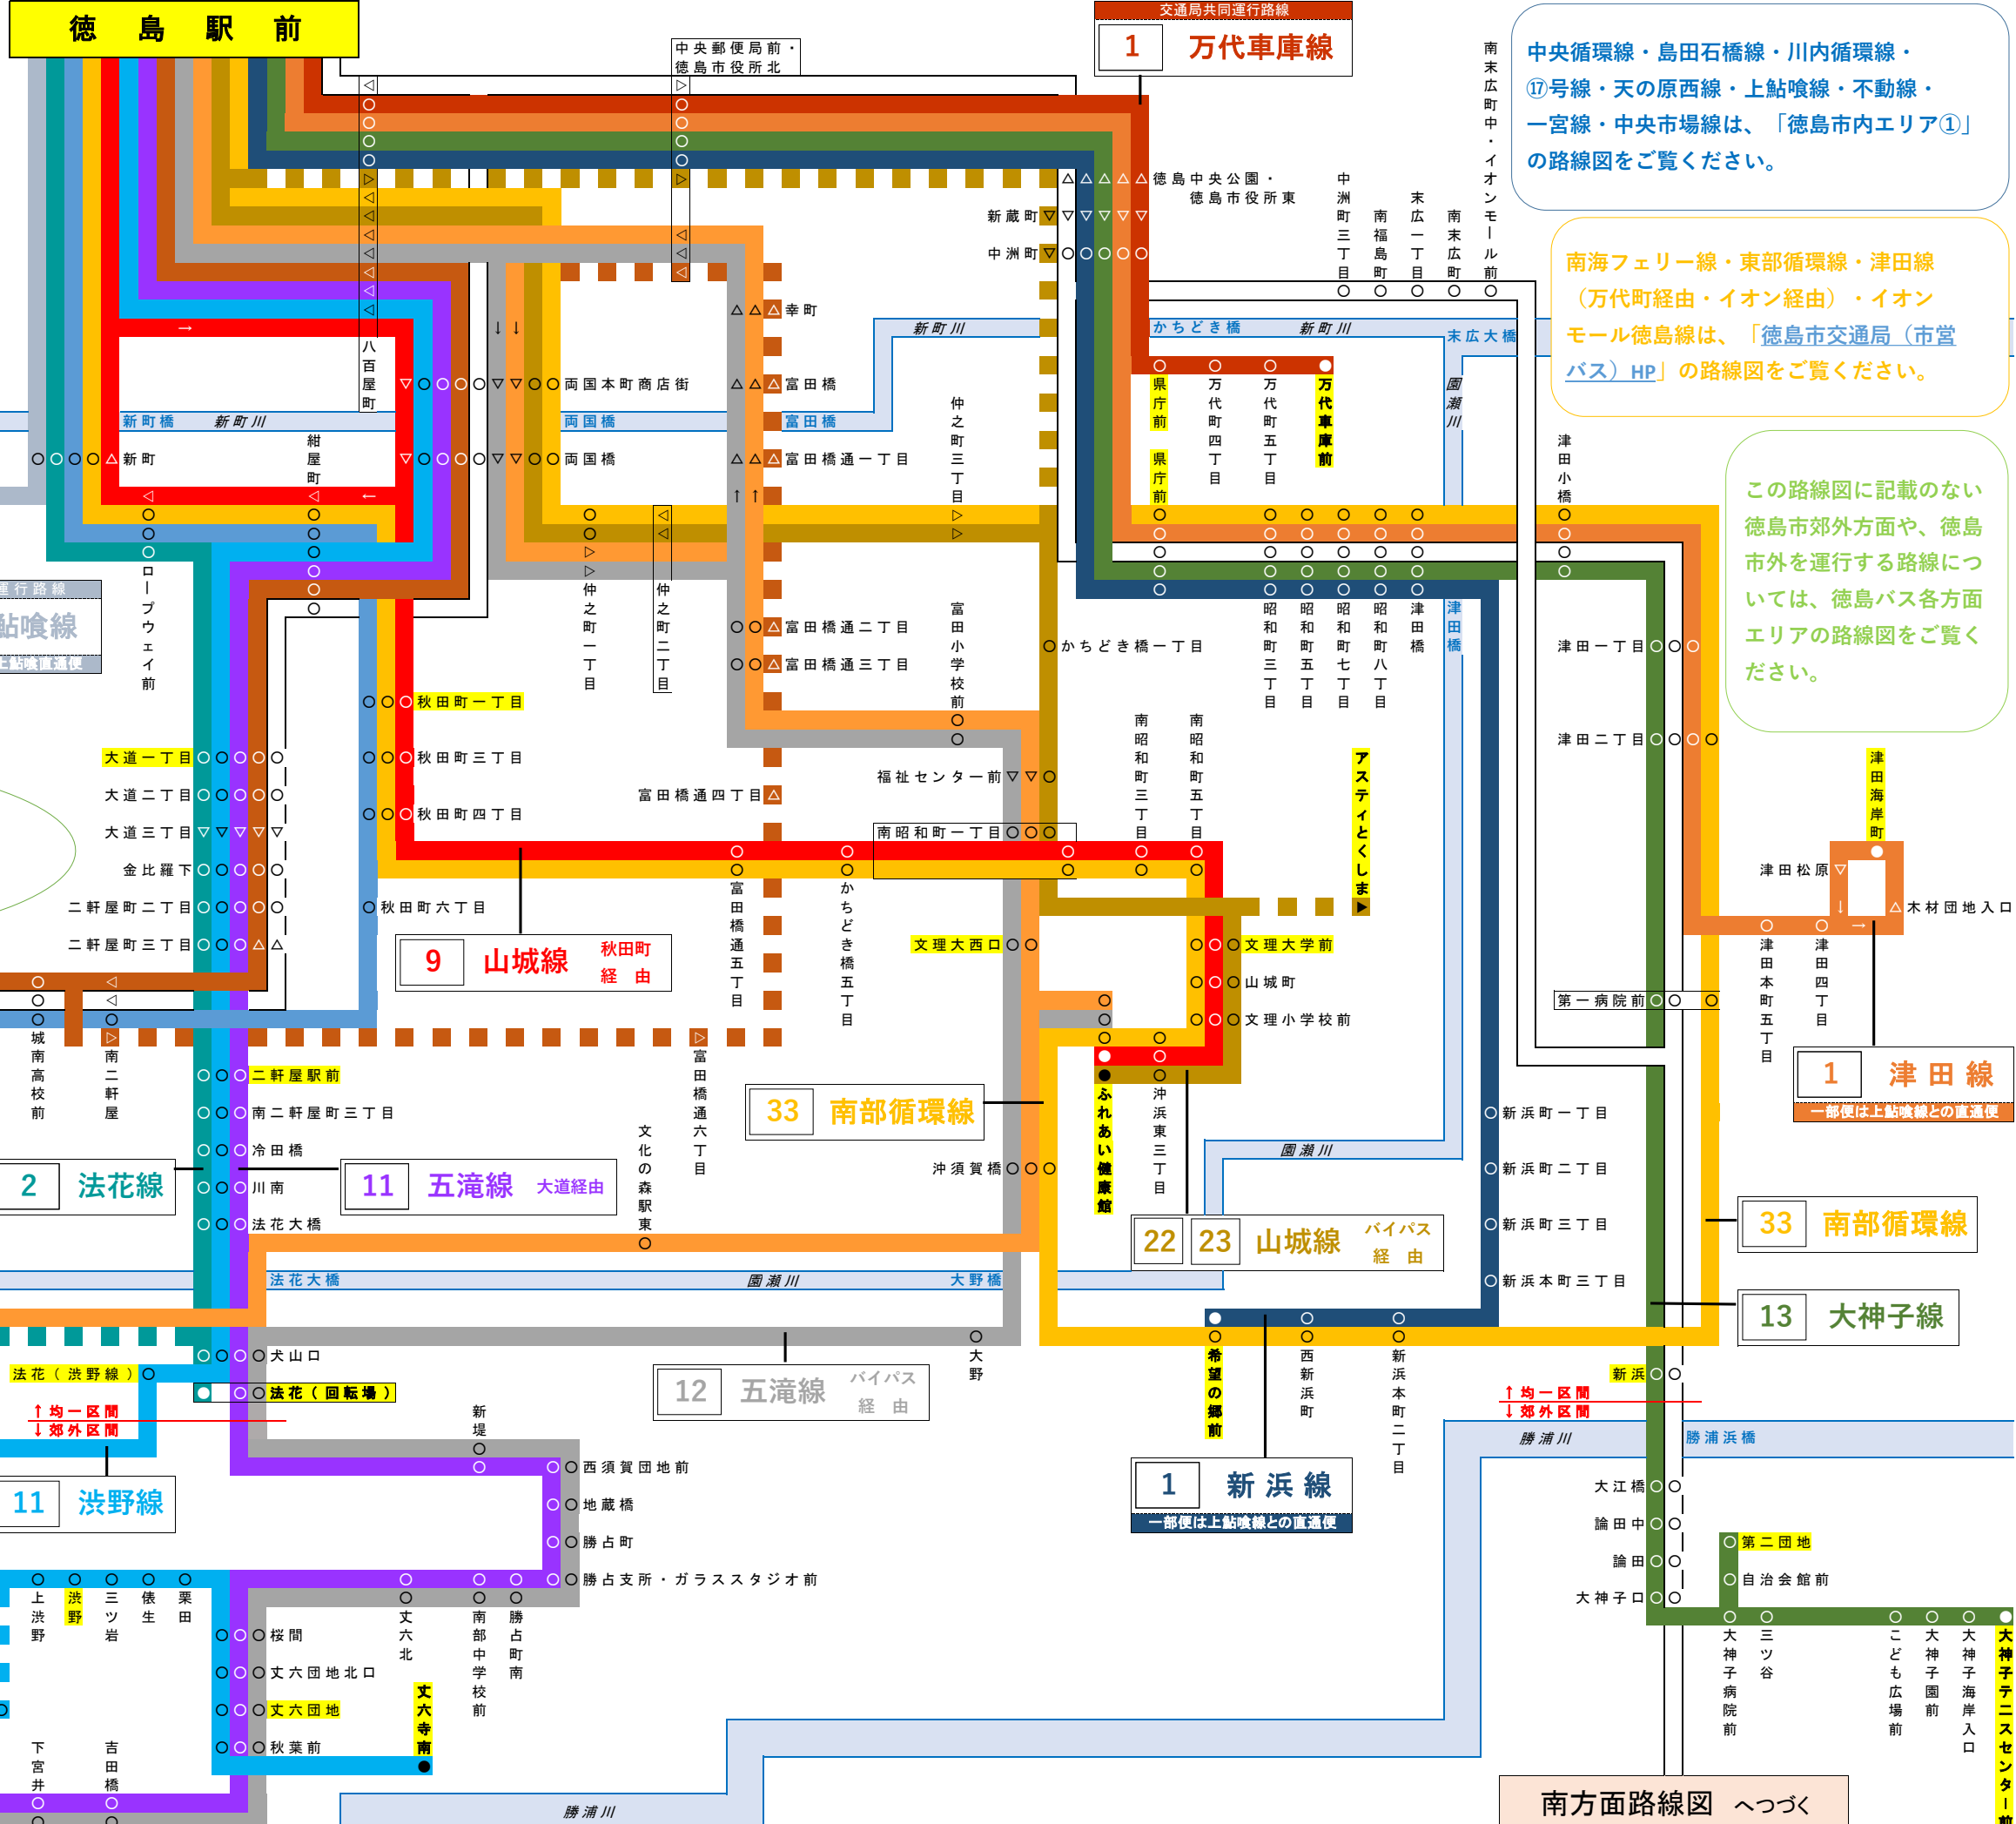 徳島駅前
中央郵便局前・
徳島市役所北
交通局共同運行路線
1 万代車庫線
中央循環線・島田石橋線・川内循環線・
⑰号線・天の原西線・上鮎喰線・不動線・
一宮線・中央市場線は、「徳島市内エリア①」
の路線図をご覧ください。
南海フェリー線・東部循環線・津田線
（万代町経由・イオン経由）・イオン
モール徳島線は、「徳島市交通局（市営
バス）HP」の路線図をご覧ください。
この路線図に記載のない
徳島市郊外方面や、徳島
市外を運行する路線につ
いては、徳島バス各方面
エリアの路線図をご覧く
ださい。
八百屋町
徳島中央公園・
徳島市役所東
新蔵町
中洲町
中洲町三丁目
南福島町
末広一丁目
南末広町
南末広町中・イオンモール前
幸町
新町川
かちどき橋
新町川
末広大橋
両国本町商店街
富田橋
県庁前
万代町四丁目
万代町五丁目
万代車庫前
園瀬川
新町橋
新町川
両国橋
富田橋
新町
紺屋町
両国橋
富田橋通一丁目
仲之町三丁目
県庁前
津田小橋
運行路線
鮎喰線
上鮎喰直通便
ロープウェイ前
仲之町一丁目
仲之町二丁目
富田橋通二丁目
富田橋通三丁目
富田小学校前
かちどき橋一丁目
昭和町三丁目
昭和町五丁目
昭和町七丁目
昭和町八丁目
津田橋
津田橋
津田一丁目
津田二丁目
秋田町一丁目
秋田町三丁目
秋田町四丁目
秋田町六丁目
大道一丁目
大道二丁目
大道三丁目
金比羅下
二軒屋町二丁目
二軒屋町三丁目
富田橋通四丁目
福祉センター前
南昭和町一丁目
南昭和町三丁目
南昭和町五丁目
アスティとくしま
津田海岸町
津田松原
木材団地入口
富田橋通五丁目
かちどき橋五丁目
9 山城線 秋田町
経由
文理大西口
文理大学前
山城町
文理小学校前
津田本町五丁目
津田四丁目
第一病院前
1 津田線
一部便は上鮎喰線との直通便
城南高校前
南二軒屋
二軒屋駅前
南二軒屋町三丁目
冷田橋
川南
法花大橋
富田橋通六丁目
文化の森駅東
33 南部循環線
沖須賀橋
ふれあい健康館
沖浜東三丁目
園瀬川
新浜町一丁目
新浜町二丁目
新浜町三丁目
新浜本町三丁目
2 法花線
11 五滝線 大道経由
22 23 山城線 バイパス
経由
33 南部循環線
13 大神子線
法花大橋
園瀬川
大野橋
犬山口
法花（渋野線）
法花（回転場）
↑均一区間
↓郊外区間
11 渋野線
12 五滝線 バイパス
経由
大野
希望の郷前
西新浜町
新浜本町二丁目
1 新浜線
一部便は上鮎喰線との直通便
新浜
↑均一区間
↓郊外区間
勝浦川
勝浦浜橋
新堤
西須賀団地前
地蔵橋
勝占町
勝占支所・ガラススタジオ前
大江橋
論田中
論田
大神子口
第二団地
自治会館前
上渋野
渋野
三ツ岩
俵生
栗田
桜間
丈六団地北口
丈六団地
秋葉前
丈六北
南部中学校前
勝占町南
丈六寺南
下宮井
吉田橋
勝浦川
大神子病院前
三ツ谷
こども広場前
大神子園前
大神子海岸入口
大神子テニスセンター前
南方面路線図 へつづく